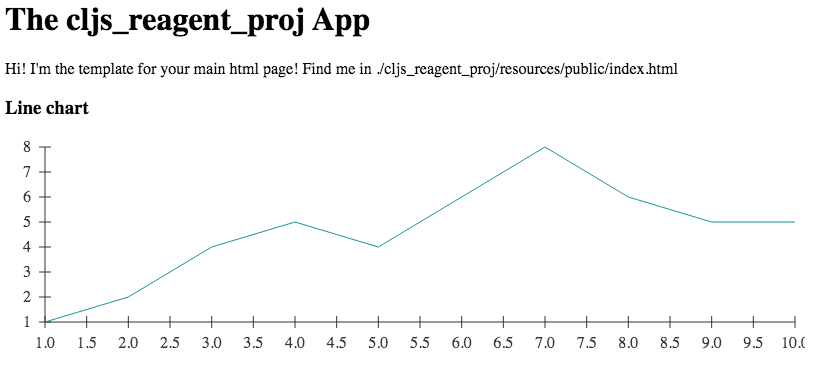 The cljs_reagent_proj App
Hi! I'm the template for your main html page! Find me in ./cljs_reagent_proj/resources/public/index.html
Line chart
8
7
6
5
4
3
2
1
1.0 1.5 2.0 2.5 3.0 3.5 4.0 4.5 5.0 5.5 6.0 6.5 7.0 7.5 8.0 8.5 9.0 9.5 10.0